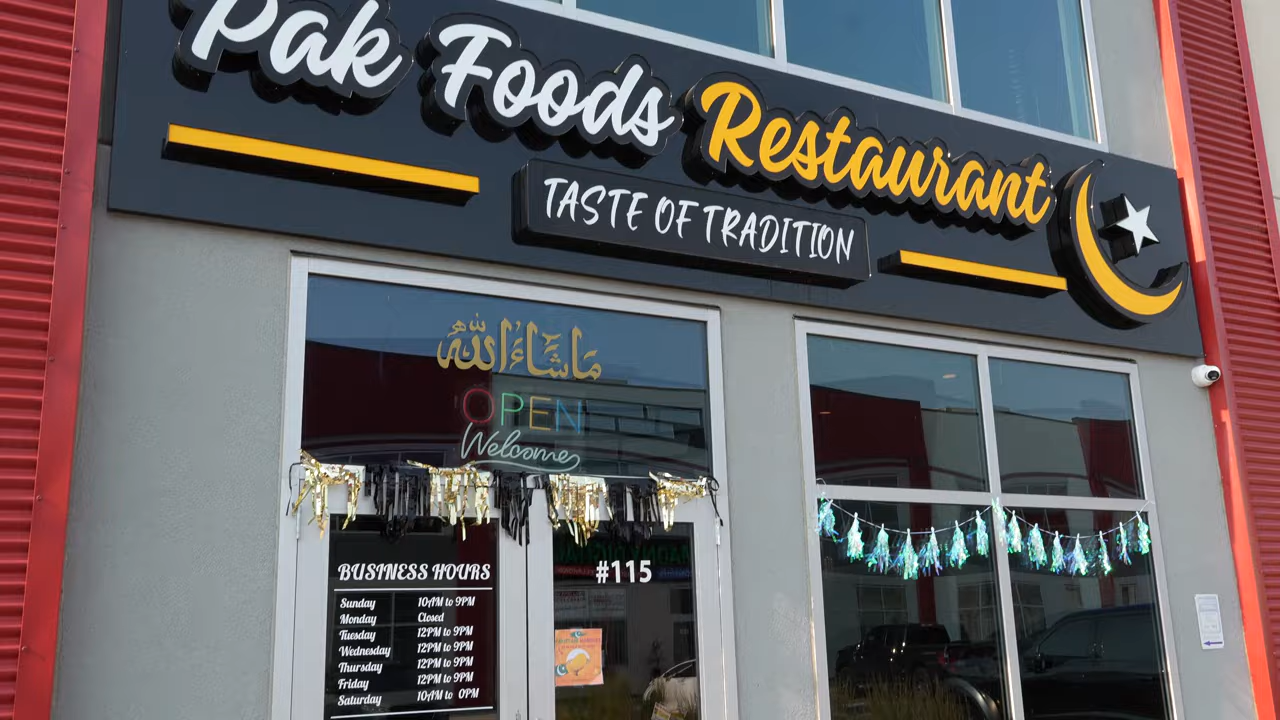 Pak Foods Restaurant
TASTE OF TRADITION
ماشاءالله
OPEN
Welcome
BUSINESS HOURS
Sunday 10AM to 9PM
Monday Closed
Tuesday 12PM to 9PM
Wednesday 12PM to 9PM
Thursday 12PM to 9PM
Friday 12PM to 9PM
Saturday 10AM to 0PM
#115